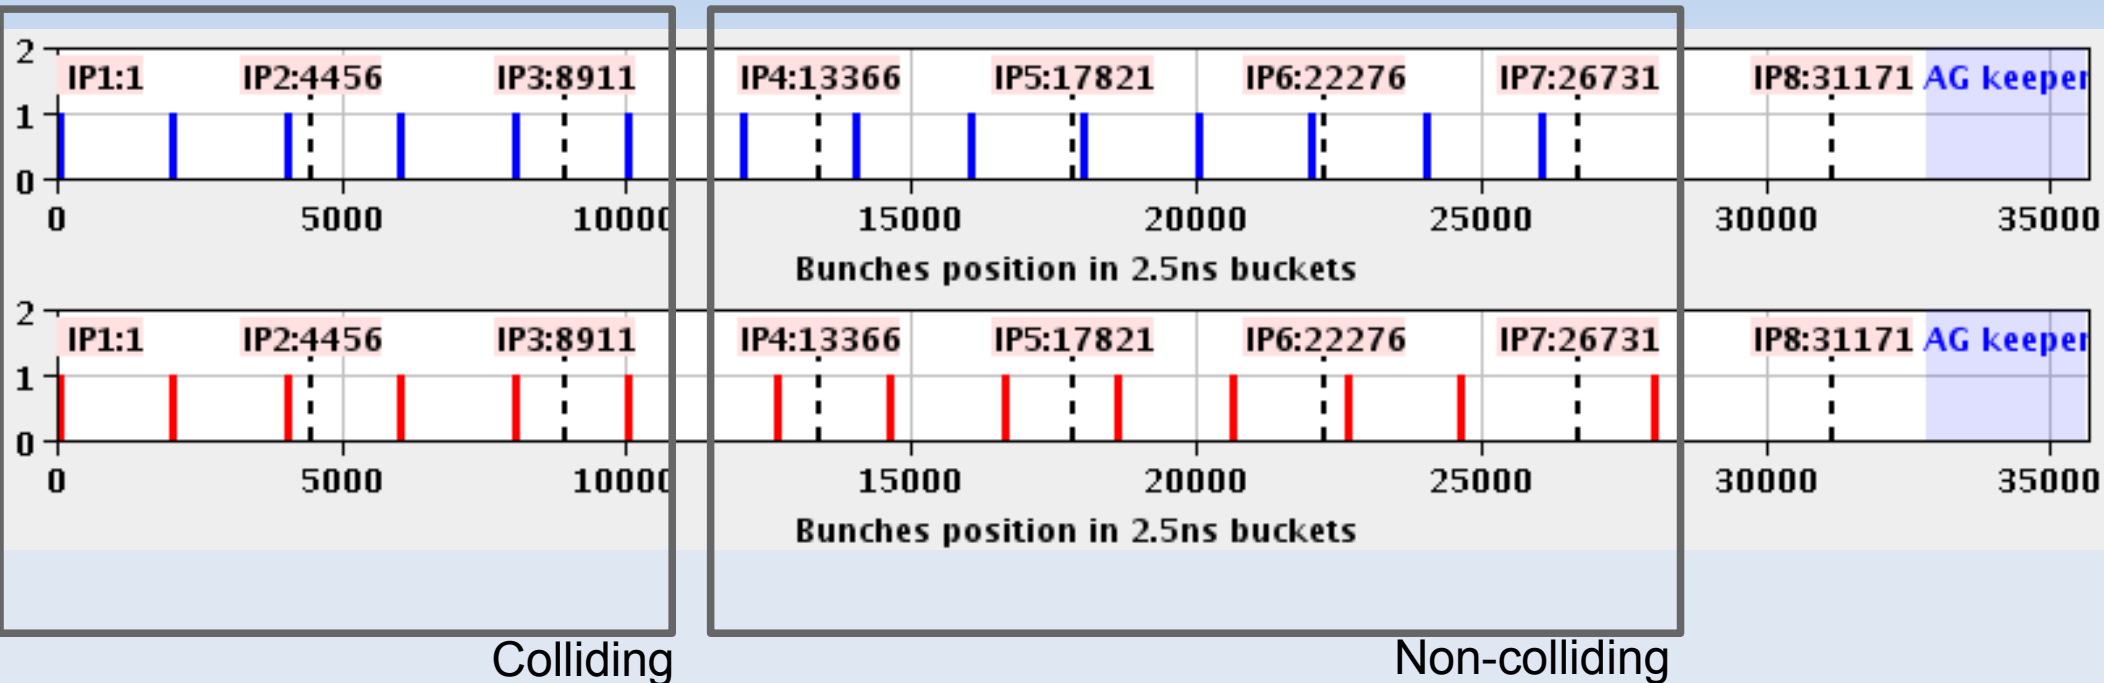 2
IP1:1 IP2:4456 IP3:8911 IP4:13366 IP5:17821 IP6:22276 IP7:26731 IP8:31171 AG keeper
1
0
0 5000 10000 15000 20000 25000 30000 35000
Bunches position in 2.5ns buckets
2
IP1:1 IP2:4456 IP3:8911 IP4:13366 IP5:17821 IP6:22276 IP7:26731 IP8:31171 AG keeper
1
0
0 5000 10000 15000 20000 25000 30000 35000
Bunches position in 2.5ns buckets
Colliding Non-colliding